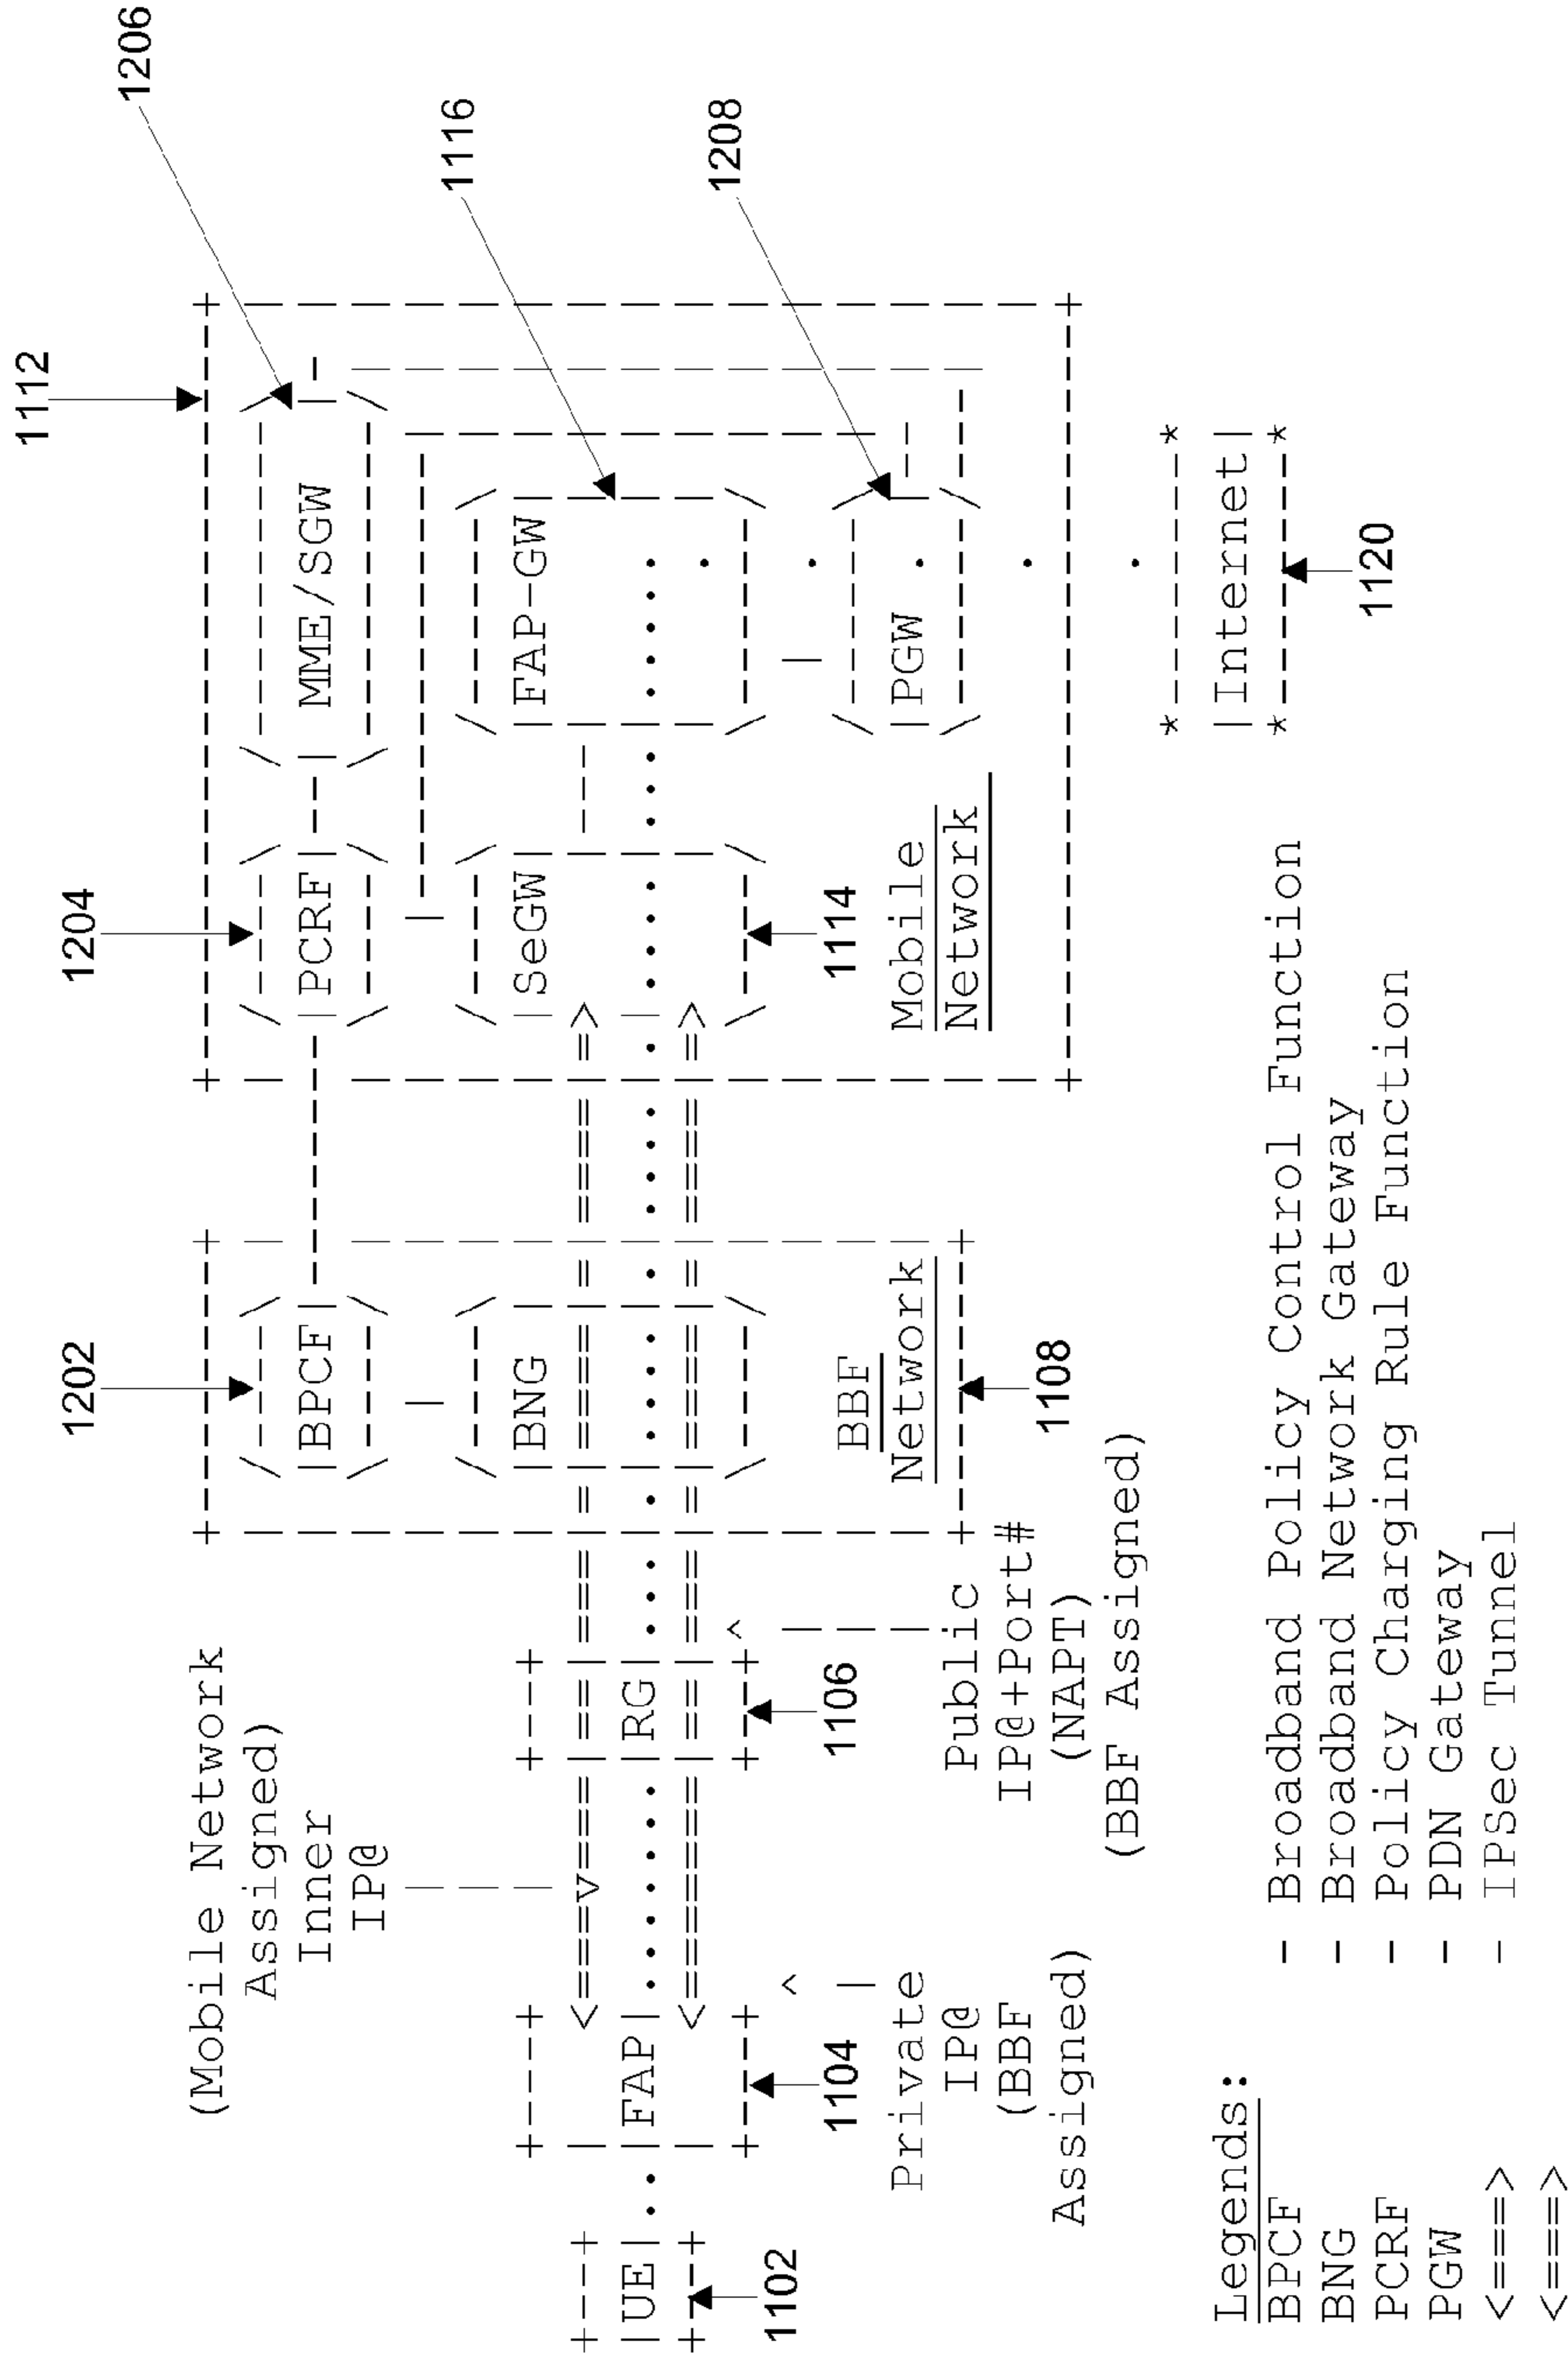 1112
1206
1204
1202
1116
1208
(Mobile Network
Assigned)
Inner
IP@
|BPCF|
|PCRF|
| MME/SGW |
|UE|
|FAP|
|RG|
|BNG
|SeGW|
|FAP-GW|
1102
1104
1106
1114
Private
IP@
(BBF
Assigned)
Public
IP@+Port#
(NAPT)
(BBF Assigned)
BBF
Network
1108
Mobile
Network
|PGW
|Internet|
1120
Legends:
BPCF - Broadband Policy Control Function
BNG - Broadband Network Gateway
PCRF - Policy Charging Rule Function
PGW - PDN Gateway
<===> - IPSec Tunnel
<===>